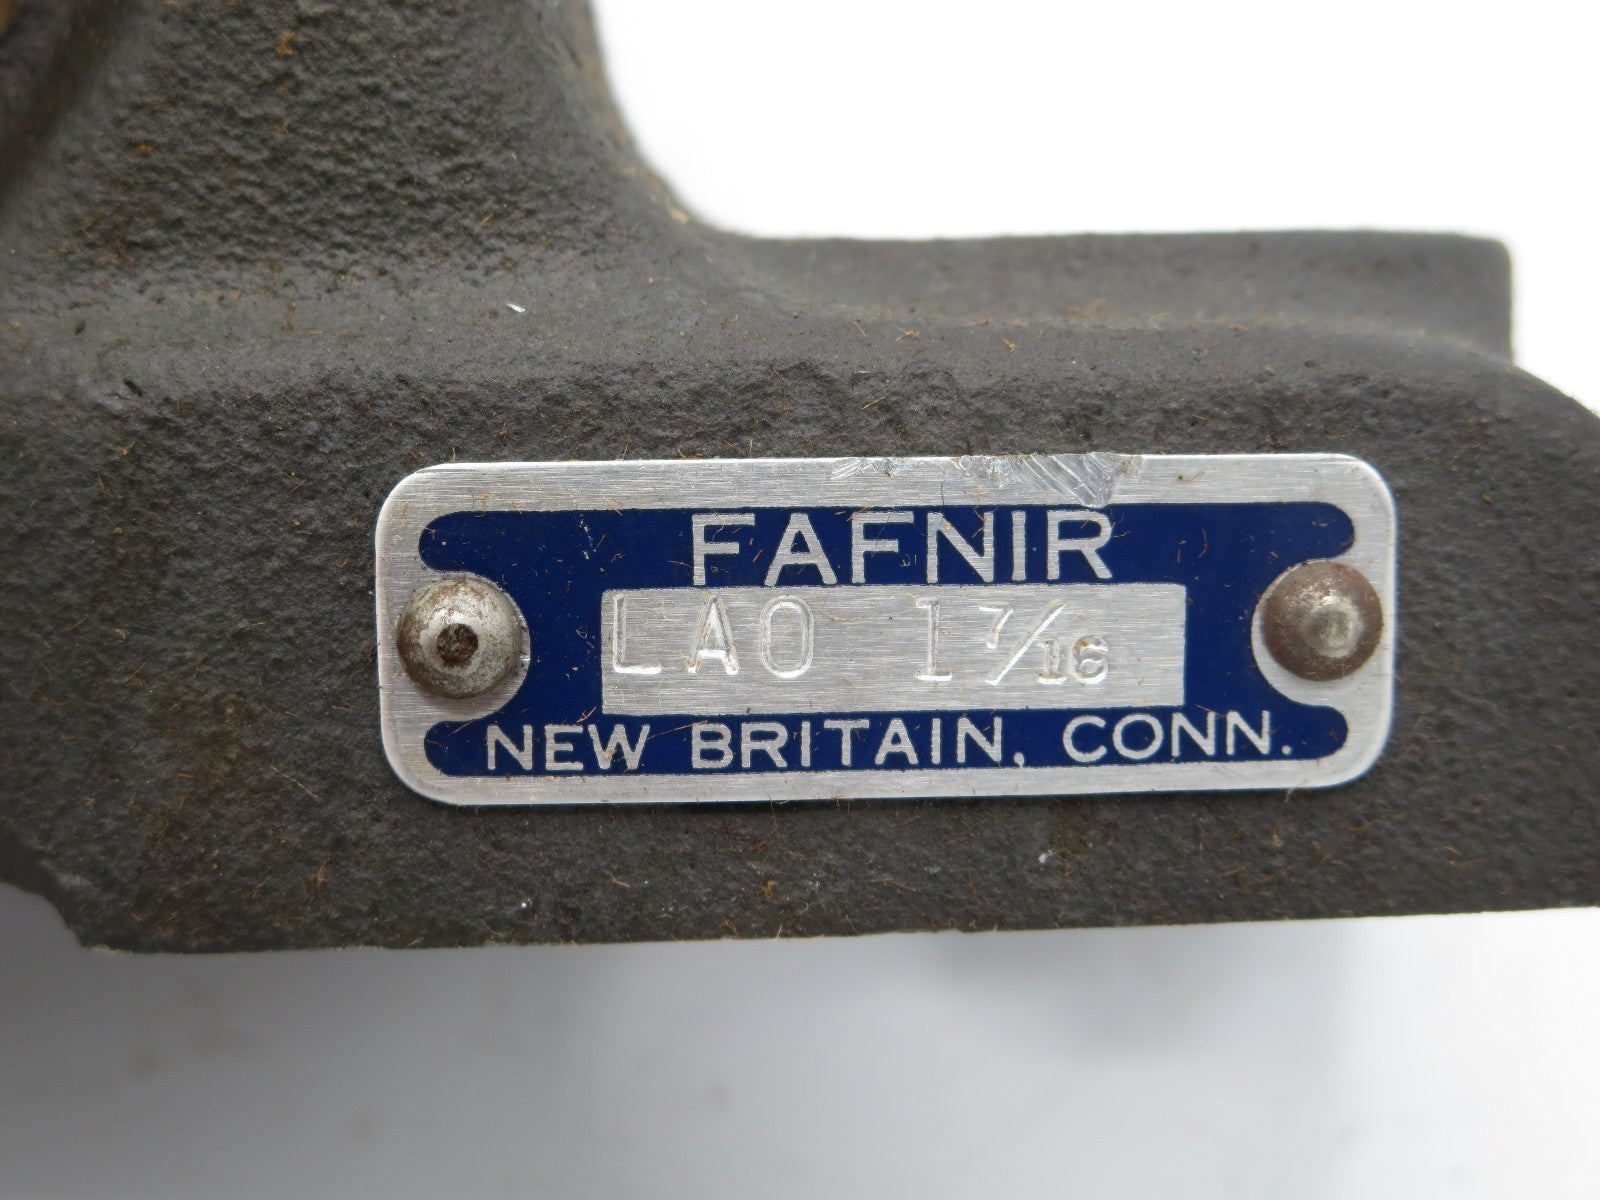 FAFNIR
LAO 1 7/16
NEW BRITAIN, CONN.